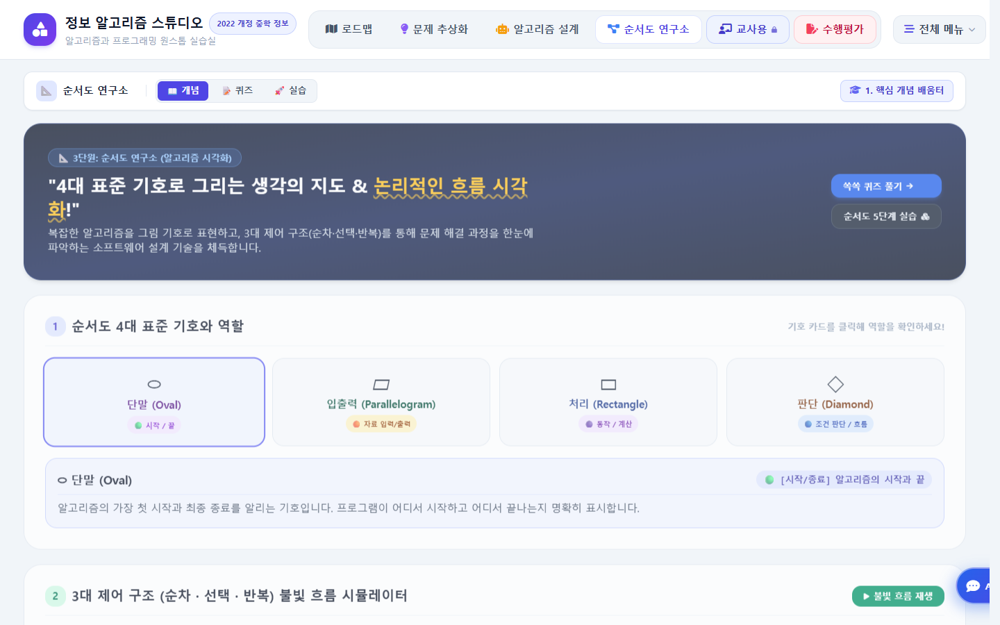 정보 알고리즘 스튜디오
2022 개정 중학 정보
알고리즘과 프로그래밍 원스톱 실습실
로드맵
문제 추상화
알고리즘 설계
순서도 연구소
교사용
수행평가
전체 메뉴
순서도 연구소
개념
퀴즈
실습
1. 핵심 개념 배움터
3단원: 순서도 연구소 (알고리즘 시각화)
"4대 표준 기호로 그리는 생각의 지도 & 논리적인 흐름 시각
화!"
복잡한 알고리즘을 그림 기호로 표현하고, 3대 제어 구조(순차·선택·반복)를 통해 문제 해결 과정을 한눈에
파악하는 소프트웨어 설계 기술을 체득합니다.
쏙쏙 퀴즈 풀기
순서도 5단계 실습
1 순서도 4대 표준 기호와 역할
기호 카드를 클릭해 역할을 확인하세요!
단말 (Oval)
시작 / 끝
입출력 (Parallelogram)
자료 입력/출력
처리 (Rectangle)
동작 / 계산
판단 (Diamond)
조건 판단 / 흐름
단말 (Oval)
[시작/종료] 알고리즘의 시작과 끝
알고리즘의 가장 첫 시작과 최종 종료를 알리는 기호입니다. 프로그램이 어디서 시작하고 어디서 끝나는지 명확히 표시합니다.
2 3대 제어 구조 (순차 · 선택 · 반복) 불빛 흐름 시뮬레이터
불빛 흐름 재생